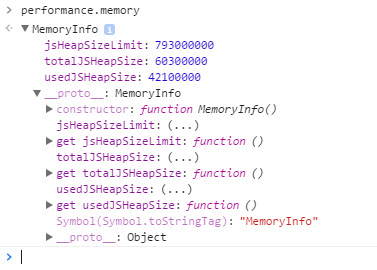 performance.memory
MemoryInfo i
jsHeapSizeLimit: 793000000
totalJSHeapSize: 60300000
usedJSHeapSize: 42100000
__proto__: MemoryInfo
constructor: function MemoryInfo()
jsHeapSizeLimit: (...)
get jsHeapSizeLimit: function ()
totalJSHeapSize: (...)
get totalJSHeapSize: function ()
usedJSHeapSize: (...)
get usedJSHeapSize: function ()
Symbol(Symbol.toStringTag): "MemoryInfo"
__proto__: Object